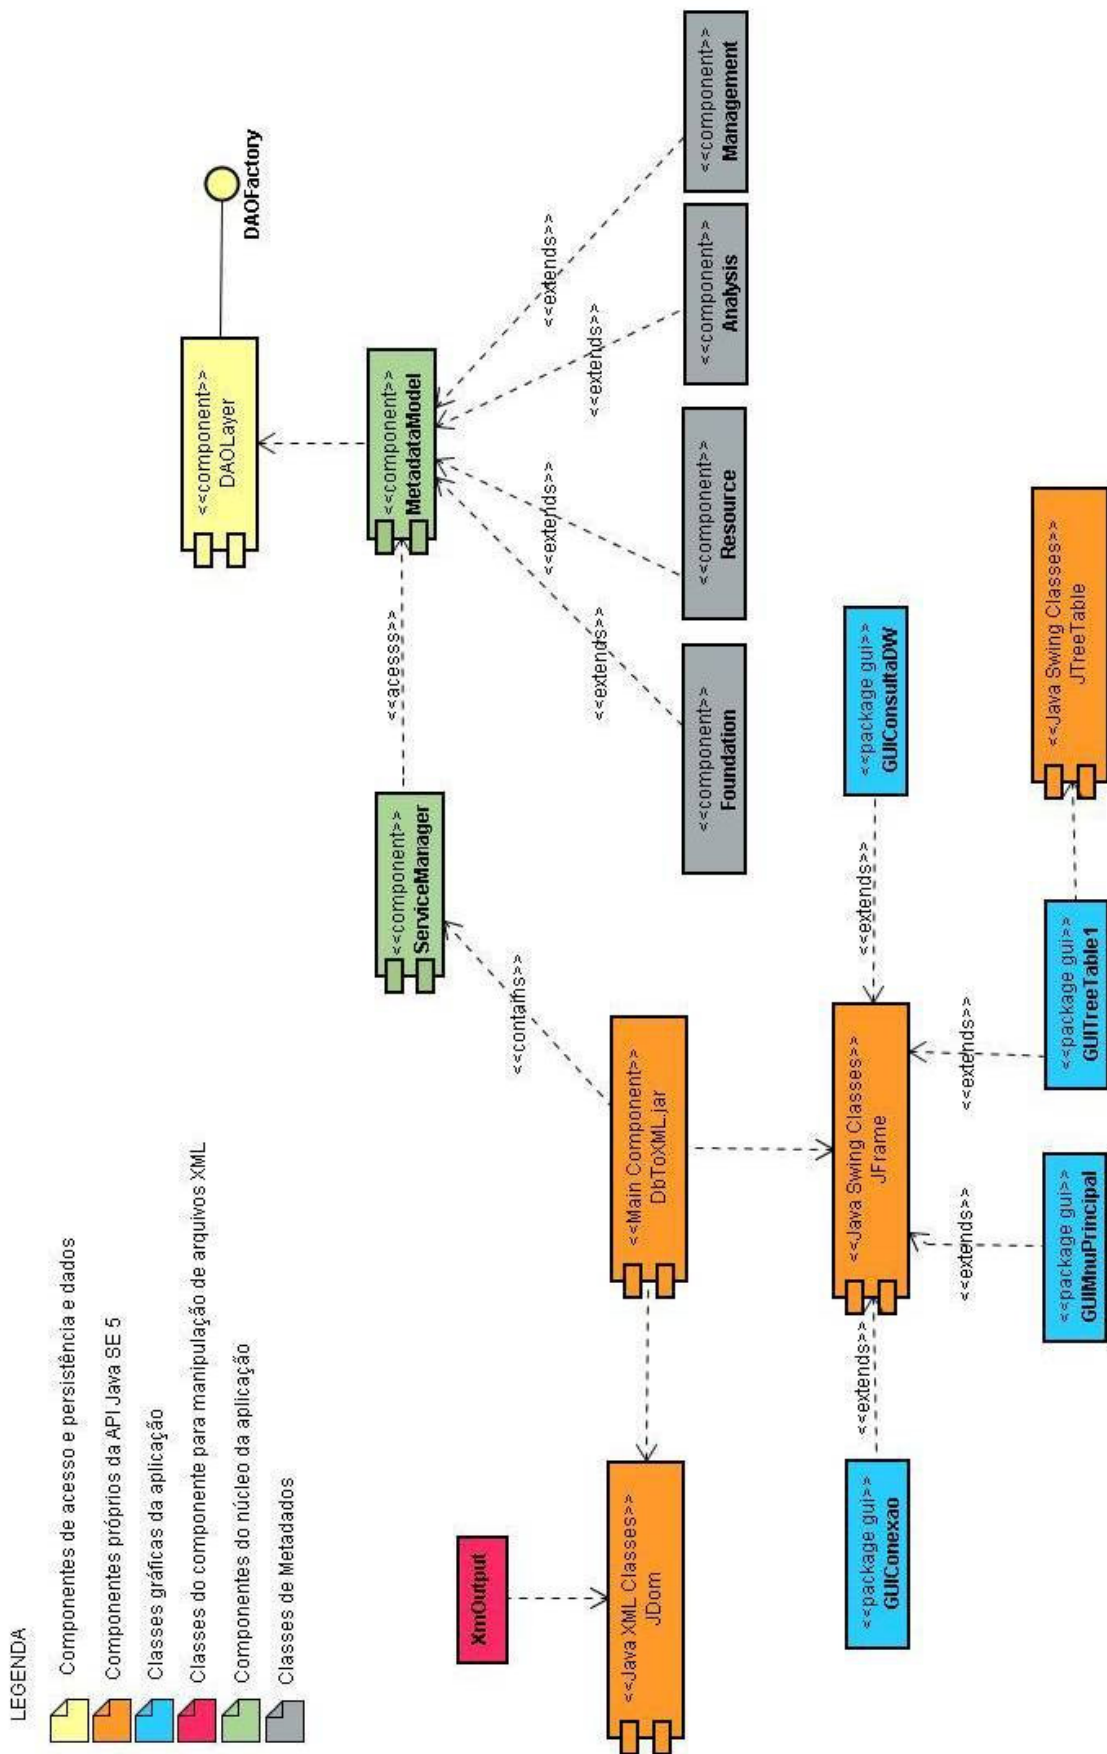 LEGENDA
Componentes de acesso e persistência e dados
Componentes próprios da API Java SE 5
Classes gráficas da aplicação
Classes do componente para manipulação de arquivos XML
Componentes do núcleo da aplicação
Classes de Metadados
<<component>>
DAOLayer
DAOFactory
<<component>>
MetadataModel
<<acesss>>
<<component>>
ServiceManager
<<contains>>
<<extends>>
<<extends>>
<<extends>>
<<extends>>
<<component>>
Foundation
<<component>>
Resource
<<component>>
Analysis
<<component>>
Management
XmOutput
<<Java XML Classes>>
JDom
<<Main Component>>
DbToXML.jar
<<Java Swing Classes>>
JFrame
<<extends>>
<<extends>>
<<extends>>
<<extends>>
<<package gui>>
GUIConexao
<<package gui>>
GUIConsultaDW
<<package gui>>
GUIMnuPrincipal
<<package gui>>
GUITreeTable1
<<Java Swing Classes>>
JTreeTable